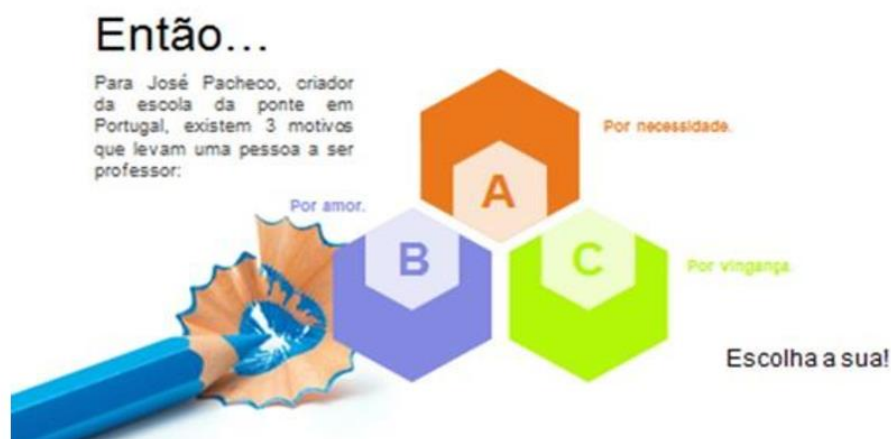 Então...
Para José Pacheco, criador
da escola da ponte em
Portugal, existem 3 motivos
que levam uma pessoa a ser
professor:
A
Por necessidade.
Por amor.
B
C
Por vingança.
Escolha a sua!